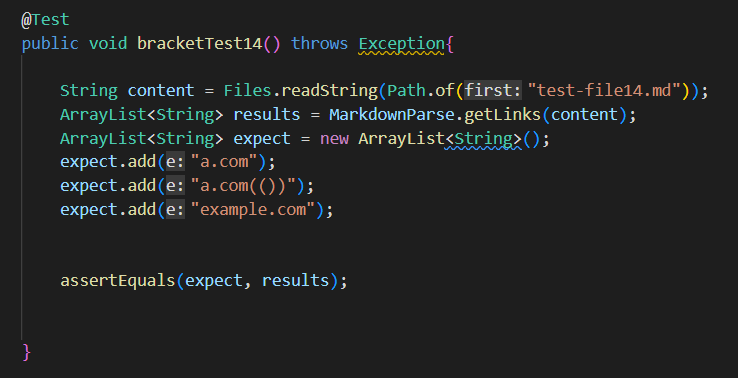 @Test
public void bracketTest14() throws Exception{
String content = Files.readString(Path.of(first: "test-file14.md"));
ArrayList<String> results = MarkdownParse.getLinks(content);
ArrayList<String> expect = new ArrayList<String>();
expect.add(e: "a.com");
expect.add(e: "a.com(())");
expect.add(e: "example.com");
assertEquals(expect, results);
}